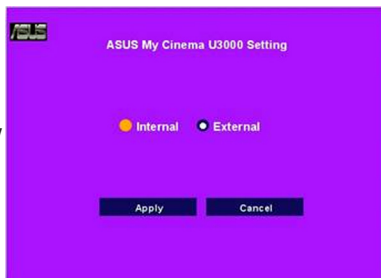 ASUS
ASUS My Cinema U3000 Setting
Internal
External
Apply
Cancel